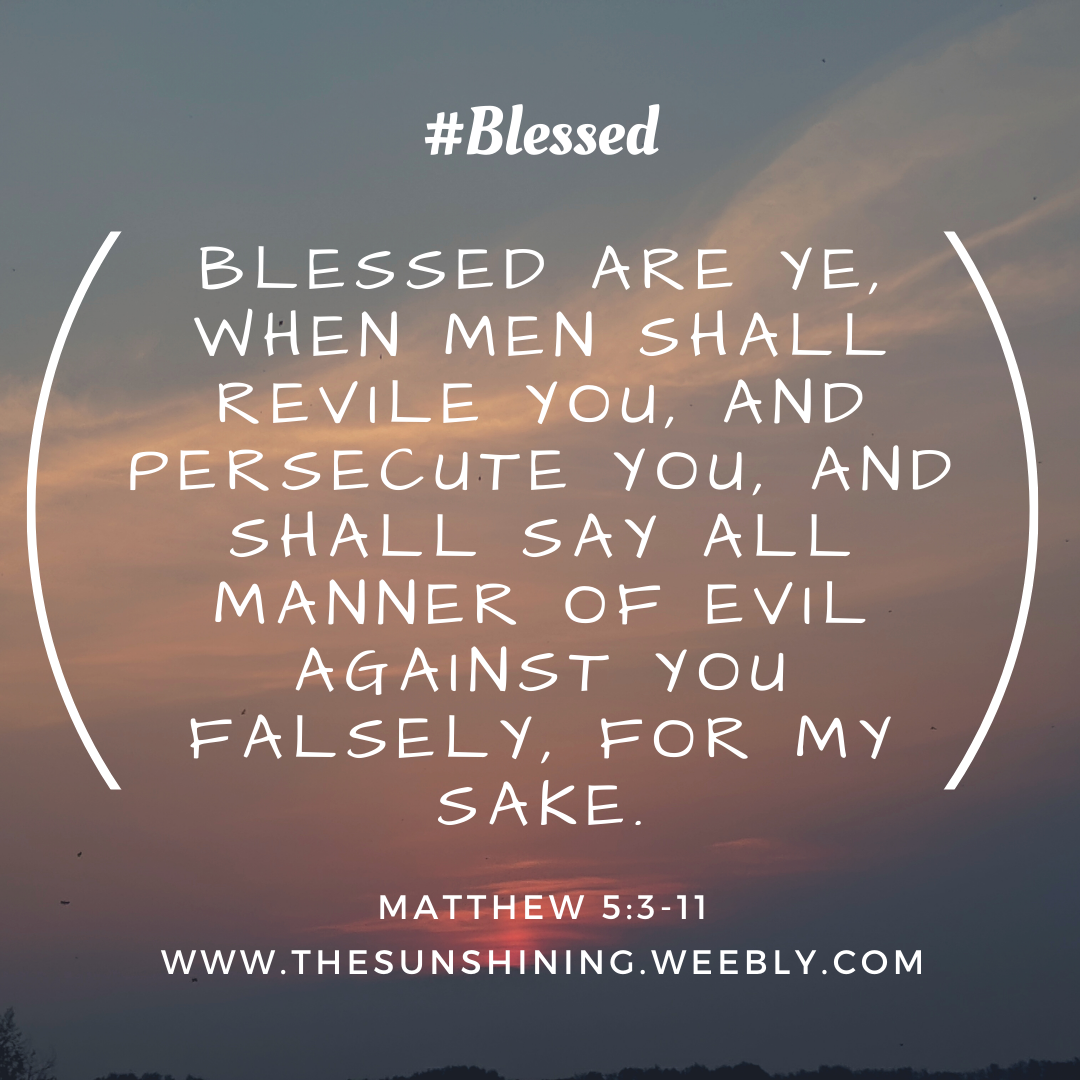 #Blessed
BLESSED ARE YE,
WHEN MEN SHALL
REVILE YOU, AND
PERSECUTE YOU, AND
SHALL SAY ALL
MANNER OF EVIL
AGAINST YOU
FALSELY, FOR MY
SAKE.
MATTHEW 5:3-11
WWW.THESUNSHINING.WEEBLY.COM